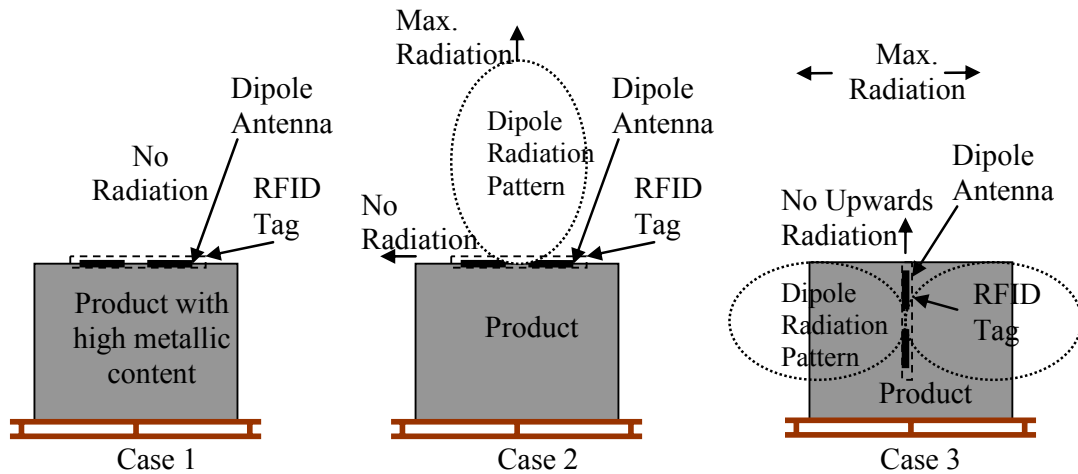 No
Radiation
Dipole
Antenna
RFID
Tag
Product with
high metallic
content
Case 1
Max.
Radiation
Dipole
Radiation
Pattern
Dipole
Antenna
RFID
Tag
No
Radiation
Product
Case 2
Max.
Radiation
Dipole
Antenna
No Upwards
Radiation
Dipole
Radiation
Pattern
RFID
Tag
Product
Case 3